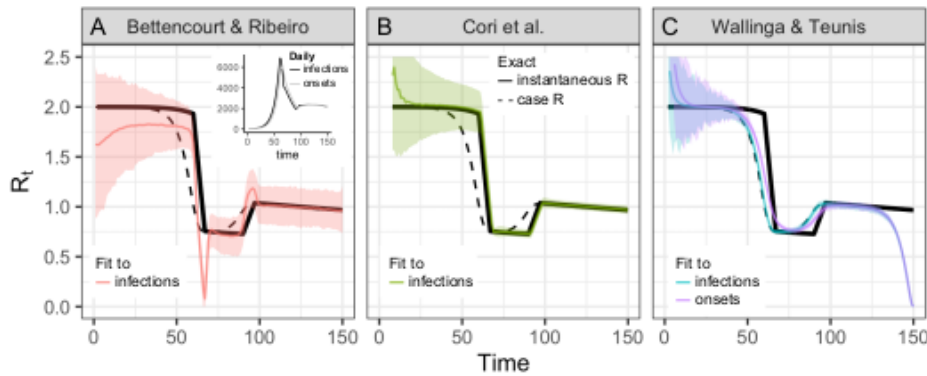 A Bettencourt & Ribeiro
B Cori et al.
C Wallinga & Teunis
Rt
2.5
2.0
1.5
1.0
0.5
0.0
Daily
infections
onsets
6000
4000
2000
0
0 50 100 150
time
Fit to
infections
0 50 100 150
Exact
instantaneous R
case R
Fit to
infections
0 50 100 150
Fit to
infections
onsets
0 50 100 150
Time